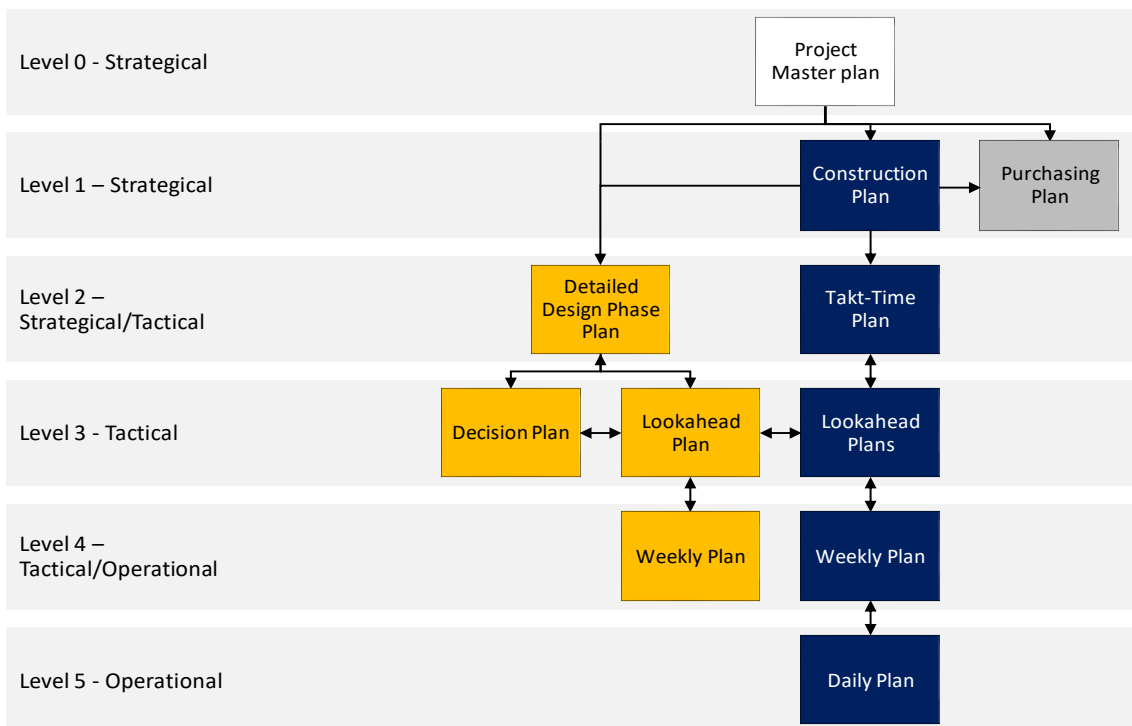 Level 0 - Strategical
Project
Master plan
Level 1 – Strategical
Construction
Plan
Purchasing
Plan
Level 2 –
Strategical/Tactical
Detailed
Design Phase
Plan
Takt-Time
Plan
Level 3 - Tactical
Decision Plan
Lookahead
Plan
Lookahead
Plans
Level 4 –
Tactical/Operational
Weekly Plan
Weekly Plan
Level 5 - Operational
Daily Plan